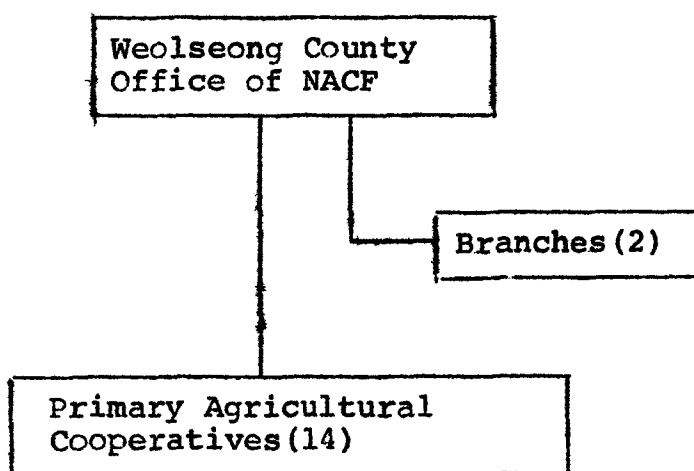 Weolseong County
Office of NACF
Branches(2)
Primary Agricultural
Cooperatives(14)